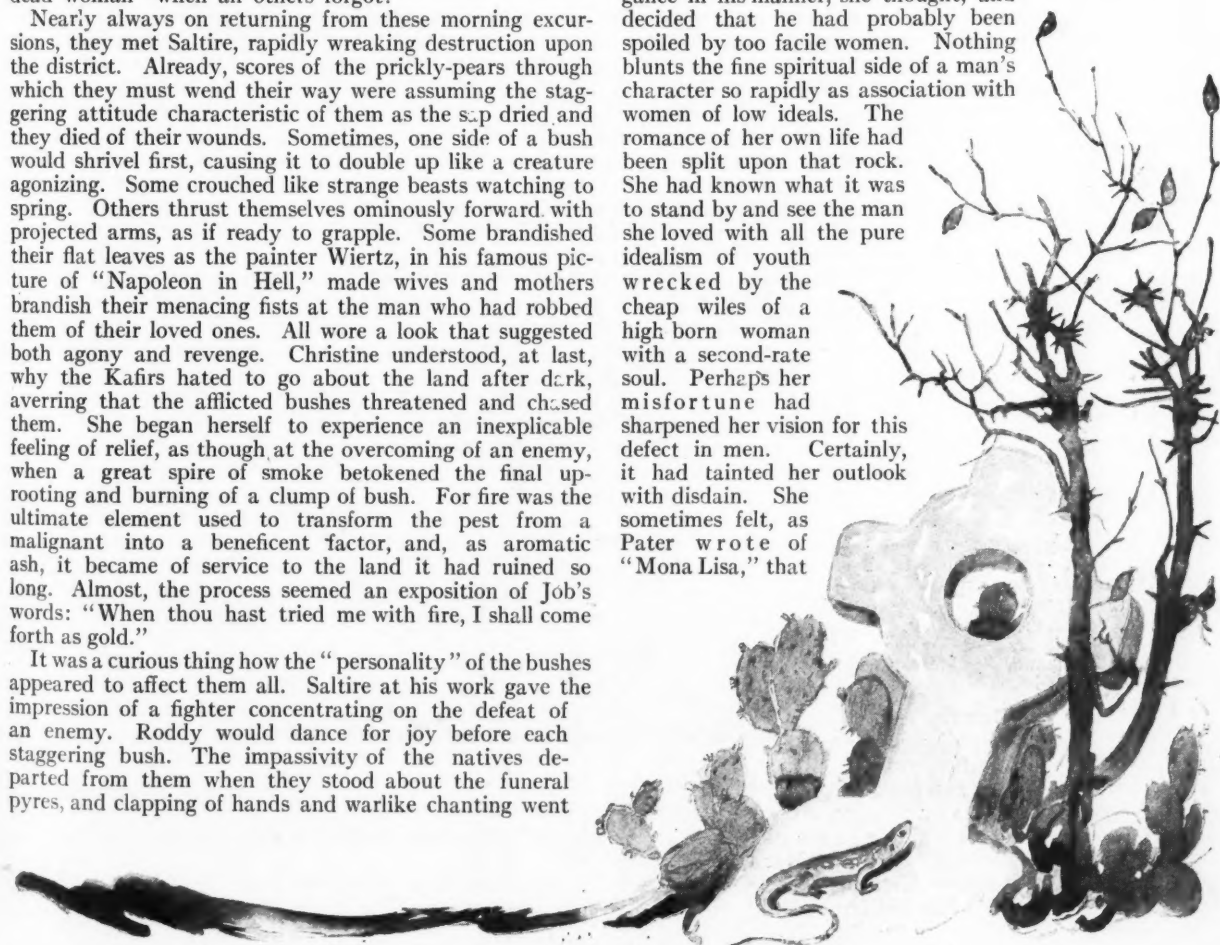 Nearly always on returning from these morning excur-
sions, they met Saltire, rapidly wreaking destruction upon
the district. Already, scores of the prickly-pears through
which they must wend their way were assuming the stag-
gering attitude characteristic of them as the sap dried and
they died of their wounds. Sometimes, one side of a bush
would shrivel first, causing it to double up like a creature
agonizing. Some crouched like strange beasts watching to
spring. Others thrust themselves ominously forward with
projected arms, as if ready to grapple. Some brandished
their flat leaves as the painter Wiertz, in his famous pic-
ture of "Napoleon in Hell," made wives and mothers
brandish their menacing fists at the man who had robbed
them of their loved ones. All wore a look that suggested
both agony and revenge. Christine understood, at last,
why the Kafirs hated to go about the land after dark,
averring that the afflicted bushes threatened and chased
them. She began herself to experience an inexplicable
feeling of relief, as though at the overcoming of an enemy,
when a great spire of smoke betokened the final up-
rooting and burning of a clump of bush. For fire was the
ultimate element used to transform the pest from a
malignant into a beneficent factor, and, as aromatic
ash, it became of service to the land it had ruined so
long. Almost, the process seemed an exposition of Job's
words: "When thou hast tried me with fire, I shall come
forth as gold."
It was a curious thing how the "personality" of the bushes
appeared to affect them all. Saltire at his work gave the
impression of a fighter concentrating on the defeat of
an enemy. Roddy would dance for joy before each
staggering bush. The impassivity of the natives de-
parted from them when they stood about the funeral
pyres, and clapping of hands and warlike chanting went
decided that he had probably been
spoiled by too facile women. Nothing
blunts the fine spiritual side of a man's
character so rapidly as association with
women of low ideals. The
romance of her own life had
been split upon that rock.
She had known what it was
to stand by and see the man
she loved with all the pure
idealism of youth
wrecked by the
cheap wiles of a
high born woman
with a second-rate
soul. Perhaps her
misfortune had
sharpened her vision for this
defect in men. Certainly,
it had tainted her outlook
with disdain. She
sometimes felt, as
Pater wrote of
"Mona Lisa," that